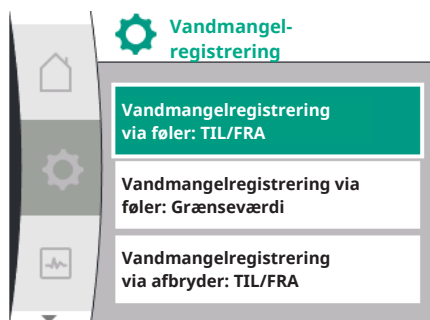 Vandmangel-
registrering
Vandmangelregistrering
via føler: TIL/FRA
Vandmangelregistrering via
føler: Grænseværdi
Vandmangelregistrering
via afbryder: TIL/FRA